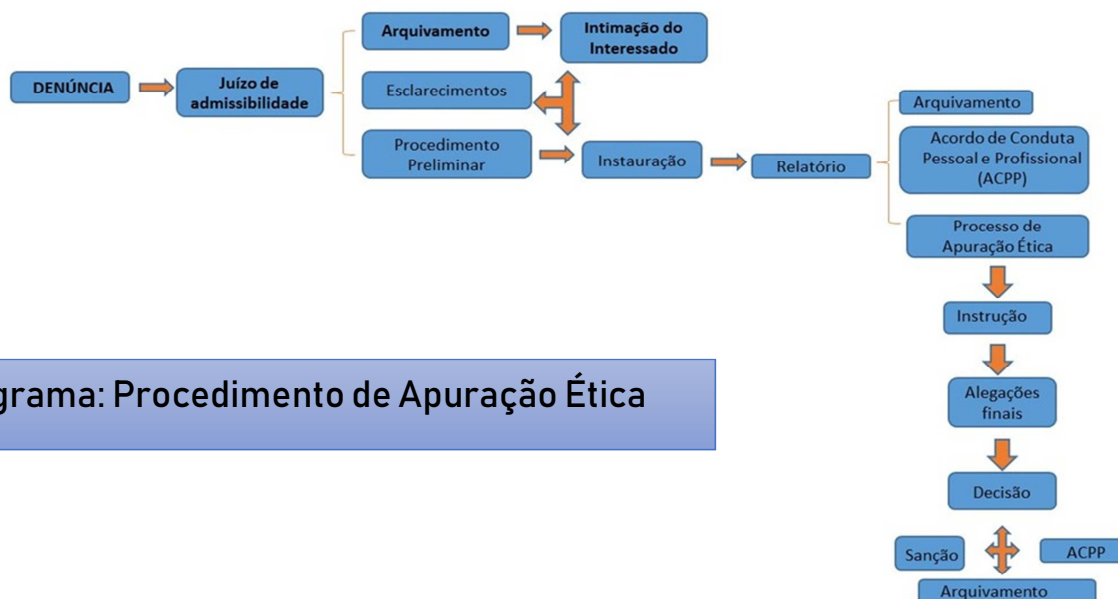 DENÚNCIA
Juízo de
admissibilidade
Arquivamento
Intimação do
Interessado
Esclarecimentos
Procedimento
Preliminar
Instauração
Relatório
Arquivamento
Acordo de Conduta
Pessoal e Profissional
(ACPP)
Processo de
Apuração Ética
Instrução
Alegações
finais
Decisão
Sanção
ACPP
Arquivamento
grama: Procedimento de Apuração Ética